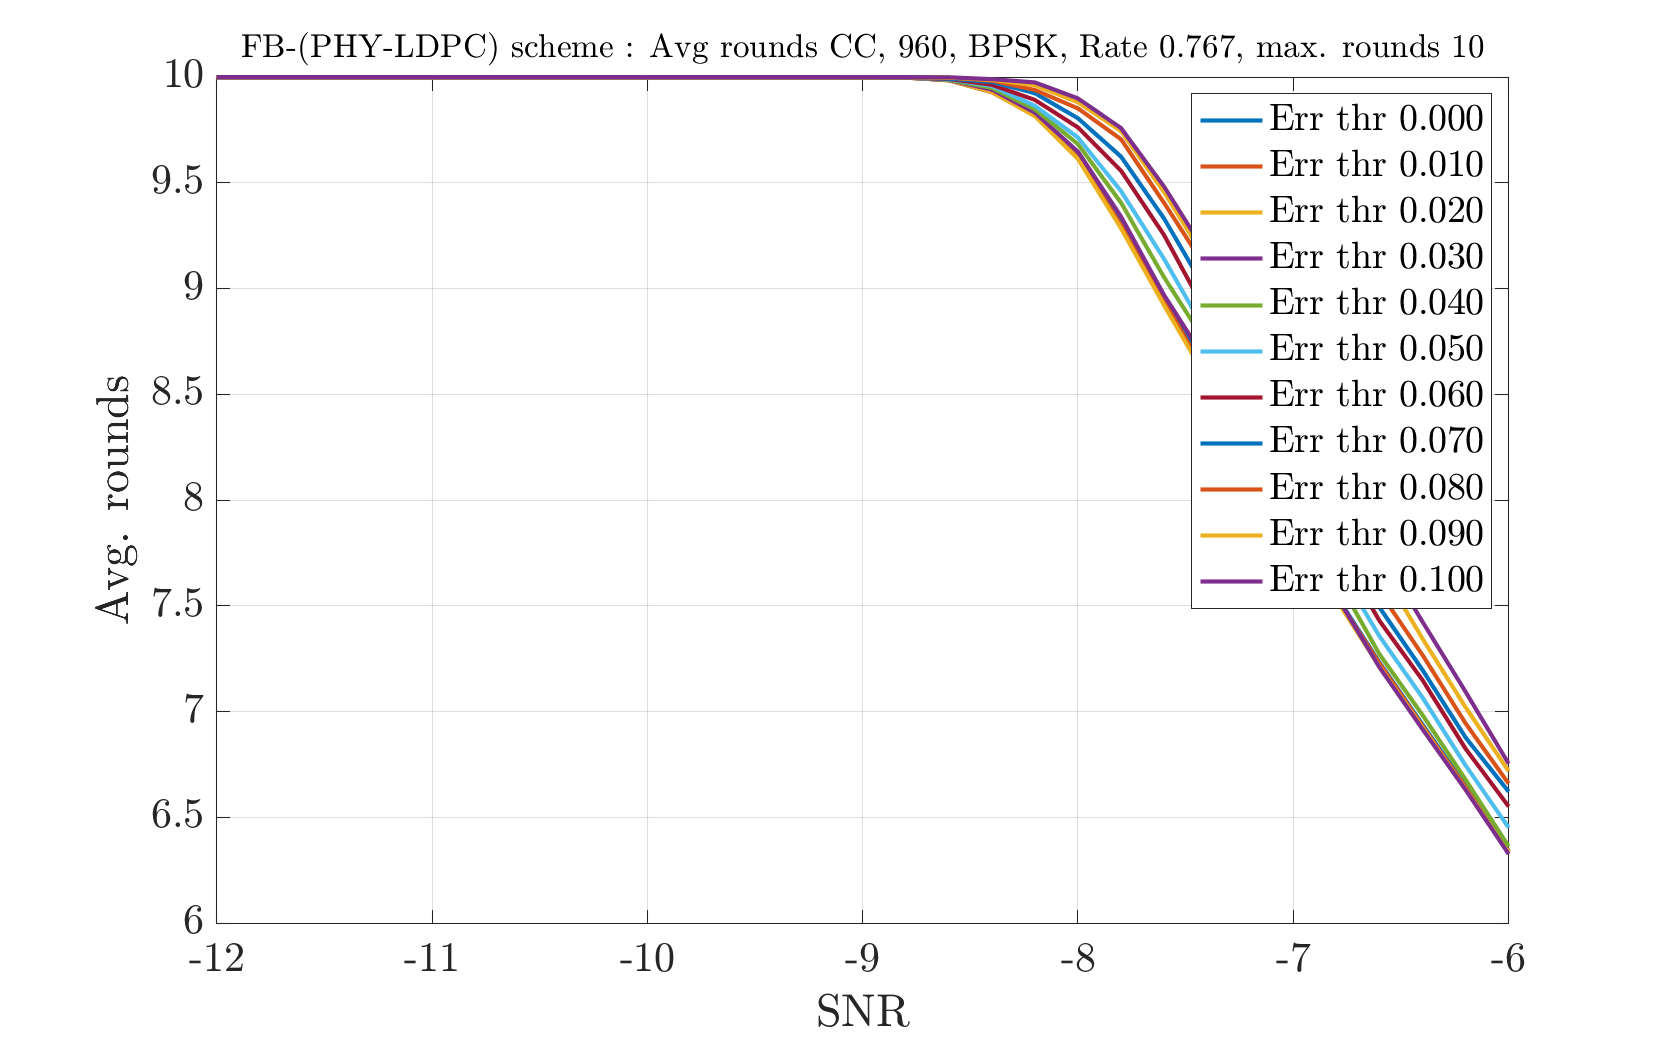 FB-(PHY-LDPC) scheme : Avg rounds CC, 960, BPSK, Rate 0.767, max. rounds 10
10
9.5
9
8.5
8
7.5
7
6.5
6
Avg. rounds
Err thr 0.000
Err thr 0.010
Err thr 0.020
Err thr 0.030
Err thr 0.040
Err thr 0.050
Err thr 0.060
Err thr 0.070
Err thr 0.080
Err thr 0.090
Err thr 0.100
-12 -11 -10 -9 -8 -7 -6
SNR